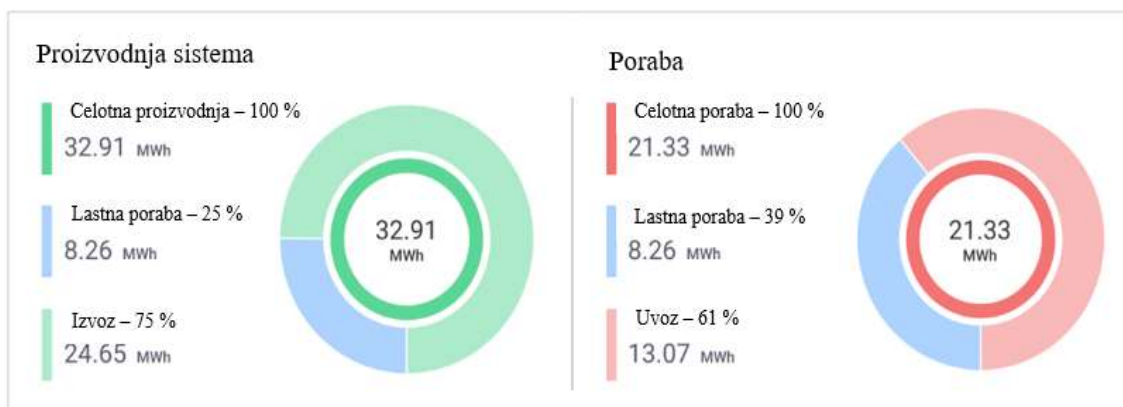 Proizvodnja sistema
Celotna proizvodnja – 100 %
32.91 MWh
Lastna poraba – 25 %
8.26 MWh
Izvoz – 75 %
24.65 MWh
32.91
MWh
Poraba
Celotna poraba – 100 %
21.33 MWh
Lastna poraba – 39 %
8.26 MWh
Uvoz – 61 %
13.07 MWh
21.33
MWh